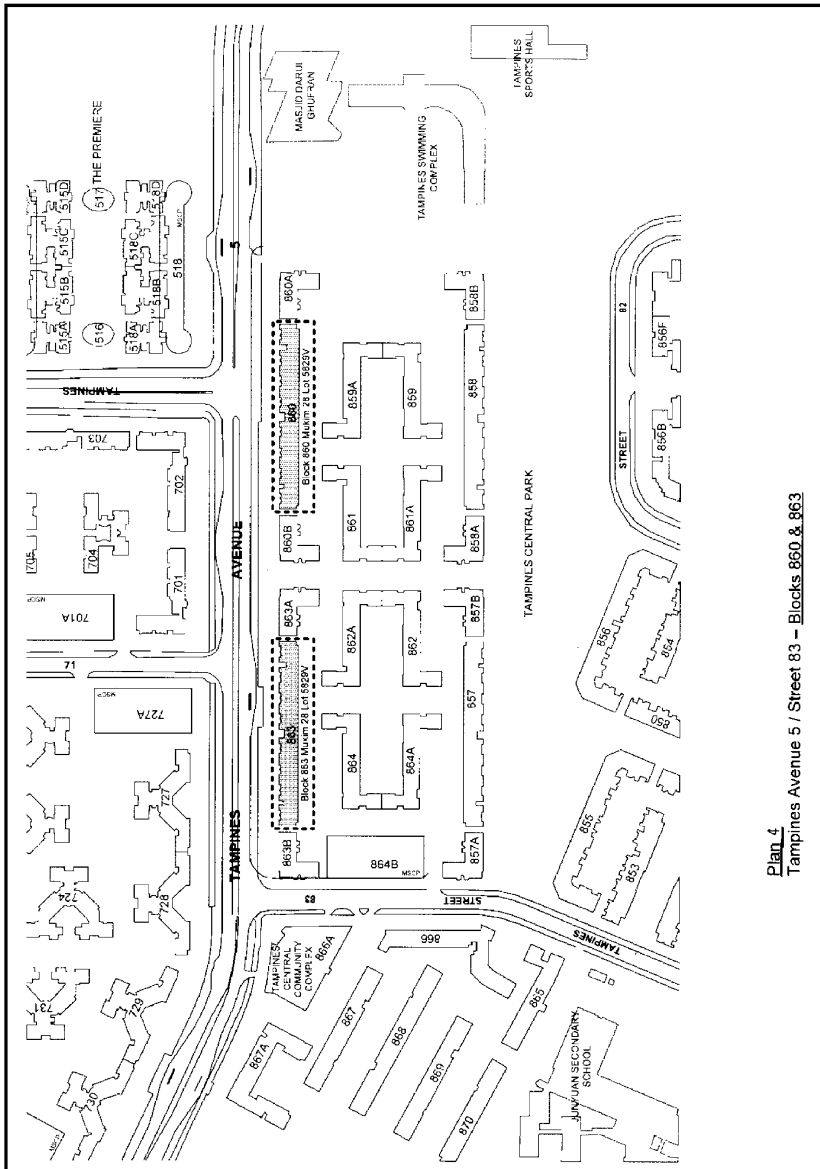 TAMPINES
SPORTS HALL
MASJID DARUL
GHUFRAN
TAMPINES SWIMMING
COMPLEX
THE PREMIERE
515D
517
518D
515C
518C
515B
518B
MSCP
518
515A
516
518A
5
TAMPINES
860A
858B
860
Block 860 Mukim 28 Lot 5829V
859A
859
858
82
STREET
856F
856B
703
702
705
704
701
MSCP
701A
AVENUE
860B
861
861A
858A
TAMPINES CENTRAL PARK
863A
862A
862
857B
71
MSCP
727A
863
Block 863 Mukim 28 Lot 5829V
864
864A
657
856
854
850
727
728
724
TAMPINES
863B
864B
MSCP
857A
855
853
83
STREET
TAMPINES
TAMPINES
CENTRAL
COMMUNITY
COMPLEX
866A
866
865
731
729
730
MSCP
867A
867
868
869
870
JUNYUAN SECONDARY
SCHOOL
Plan 4
Tampines Avenue 5 / Street 83 – Blocks 860 & 863